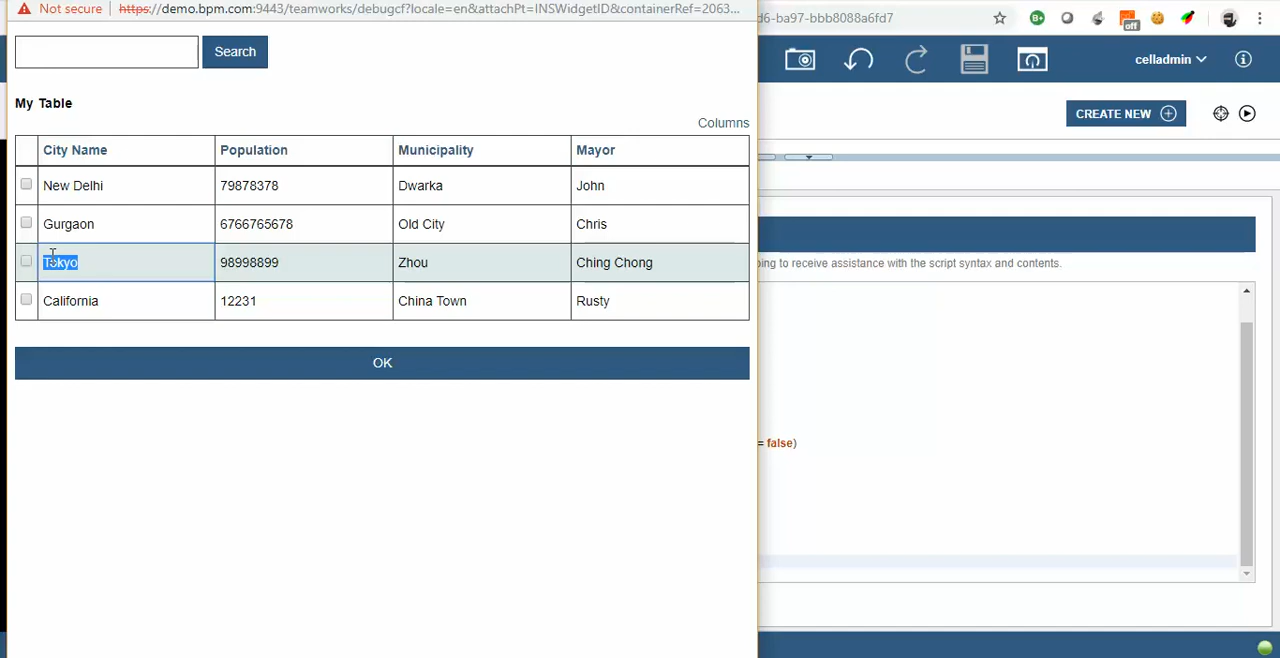 Not secure | https://demo.bpm.com:9443/teamworks/debugcf?locale=en&attachPt=INSWidgetID&containerRef=2063...
d6-ba97-bbb8088a6fd7
off
Search
celladmin
My Table
CREATE NEW
Columns
City Name Population Municipality Mayor
New Delhi 79878378 Dwarka John
Gurgaon 6766765678 Old City Chris
Tokyo 98998899 Zhou Ching Chong
ping to receive assistance with the script syntax and contents.
California 12231 China Town Rusty
OK
= false)